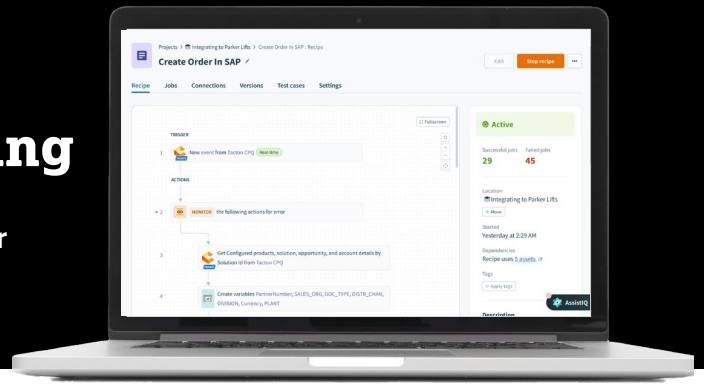 ing
r
Projects > Integrating to Parker Lifts > Create Order In SAP : Recipe
Create Order In SAP
Edit
Stop recipe
Recipe Jobs Connections Versions Test cases Settings
Fullscreen
TRIGGER
1 New event from Tacton CPQ Real-time
ACTIONS
2 MONITOR the following actions for error
3 Get Configured products, solution, opportunity, and account details by
Solution Id from Tacton CPQ
4 Create variables PartnerNumber, SALES_ORG, DOC_TYPE, DISTR_CHAN,
DIVISION, Currency, PLANT
Active
Successful jobs Failed jobs
29 45
Location
Integrating to Parker Lifts
Move
Started
Yesterday at 2:29 AM
Dependencies
Recipe uses 5 assets
Tags
Apply tags
AssistIQ
Description